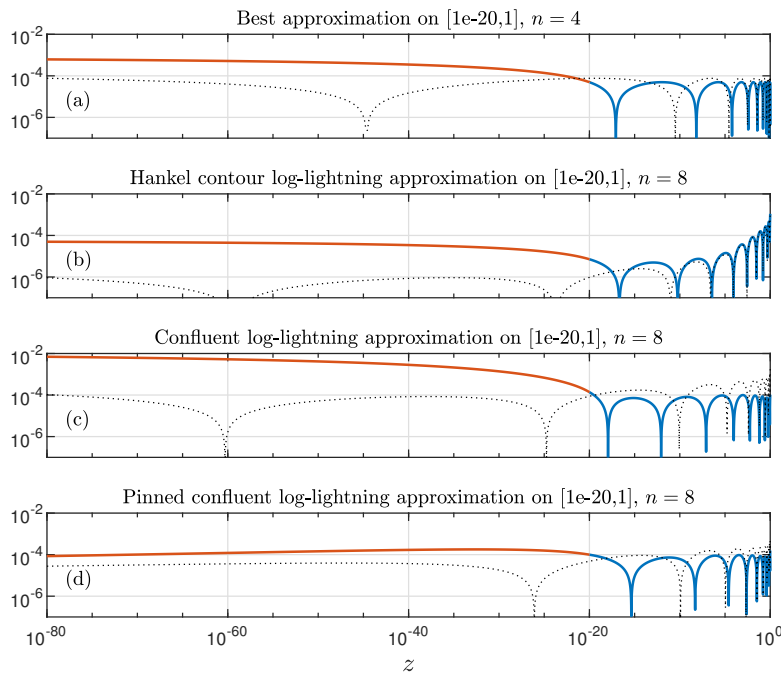 Best approximation on [1e-20,1], n = 4
10^-2
10^-4
10^-6
(a)
Hankel contour log-lightning approximation on [1e-20,1], n = 8
10^-2
10^-4
10^-6
(b)
Confluent log-lightning approximation on [1e-20,1], n = 8
10^-2
10^-4
10^-6
(c)
Pinned confluent log-lightning approximation on [1e-20,1], n = 8
10^-2
10^-4
10^-6
(d)
10^-80 10^-60 10^-40 10^-20 10^0
z